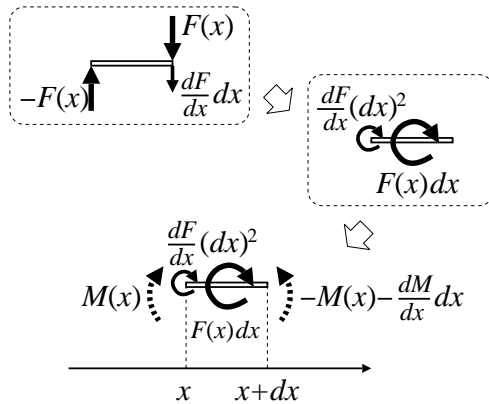 F(x)
−F(x)
dF/dx dx
dF/dx (dx)²
F(x)dx
dF/dx (dx)²
M(x)
−M(x)−dM/dx dx
F(x)dx
x
x+dx